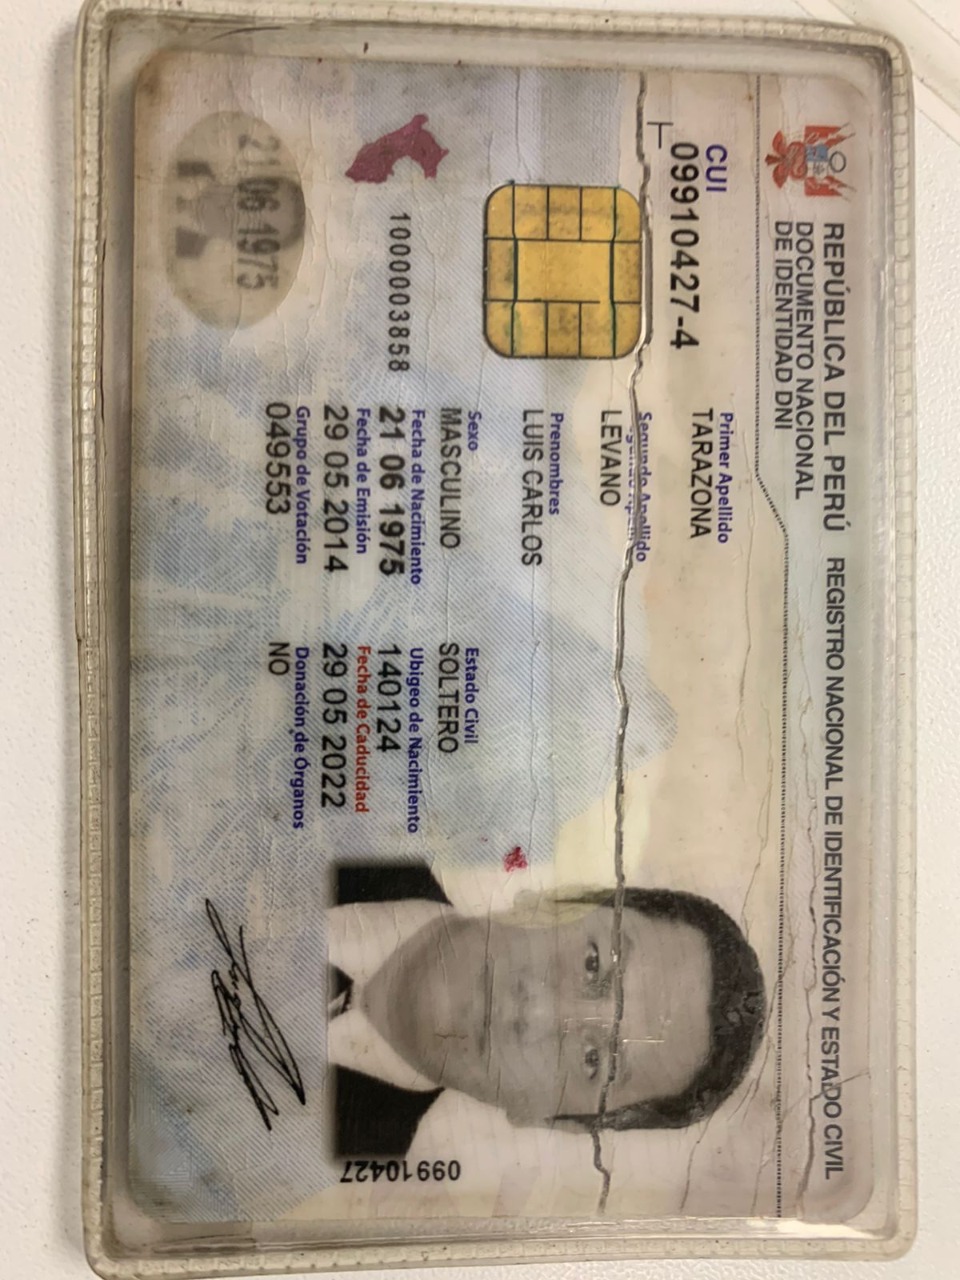 REPÚBLICA DEL PERÚ REGISTRO NACIONAL DE IDENTIFICACIÓN Y ESTADO CIVIL
DOCUMENTO NACIONAL
DE IDENTIDAD DNI
CUI
09910427-4
T
Primer Apellido
TARAZONA
Segundo Apellido
LEVANO
Prenombres
LUIS CARLOS
Sexo
MASCULINO
Estado Civil
SOLTERO
Fecha de Nacimiento
21 06 1975
Ubigeo de Nacimiento
140124
Fecha de Emisión
29 05 2014
Fecha de Caducidad
29 05 2022
Grupo de Votación
049553
Donación de Órganos
NO
1000003858
21 06 1975
09910427